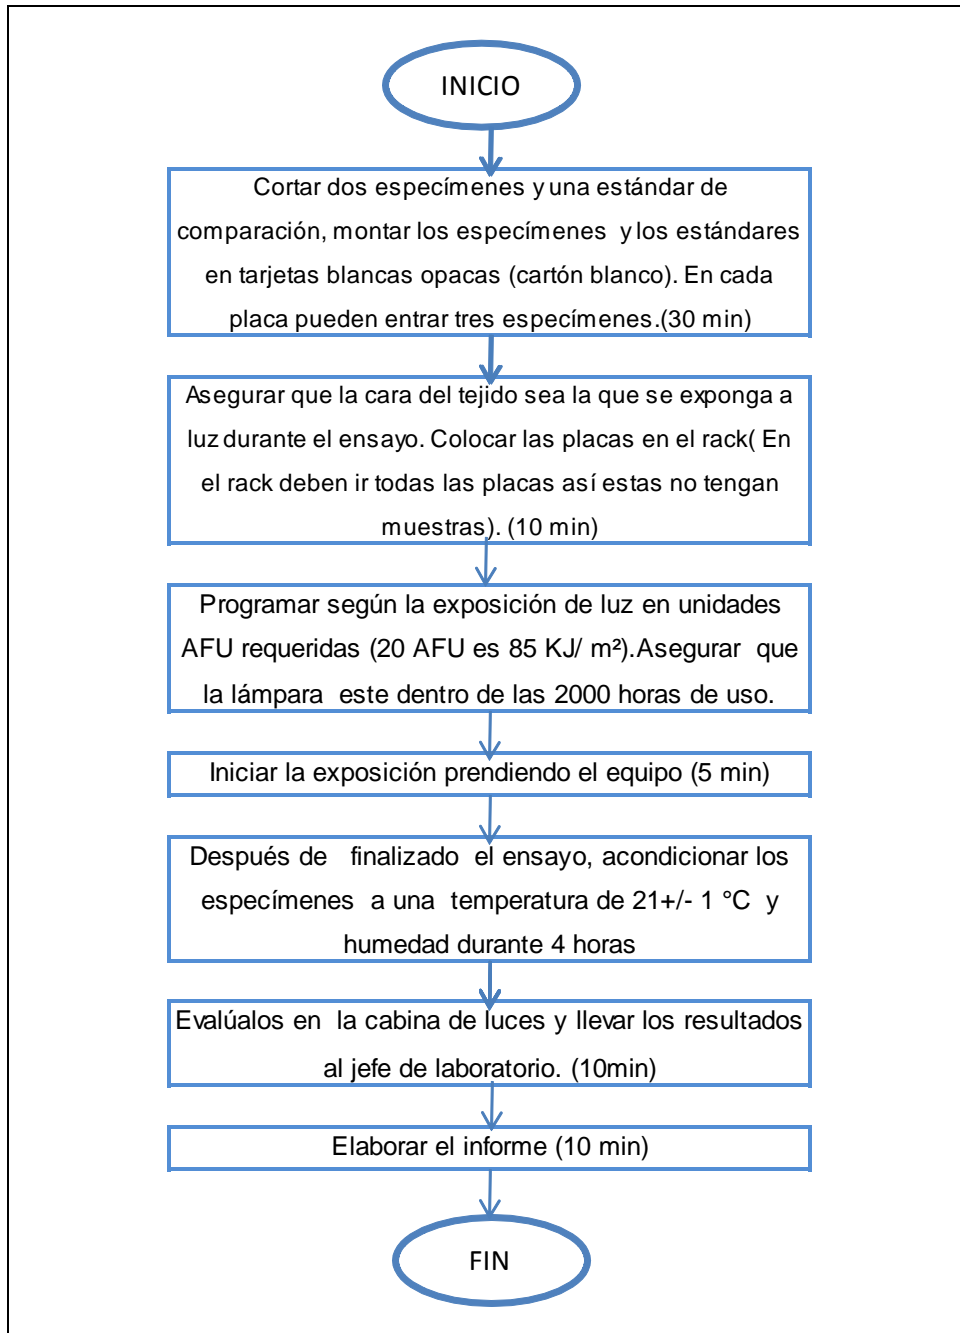 INICIO
Cortar dos especímenes y una estándar de
comparación, montar los especímenes y los estándares
en tarjetas blancas opacas (cartón blanco). En cada
placa pueden entrar tres especímenes.(30 min)
Asegurar que la cara del tejido sea la que se exponga a
luz durante el ensayo. Colocar las placas en el rack( En
el rack deben ir todas las placas así estas no tengan
muestras). (10 min)
Programar según la exposición de luz en unidades
AFU requeridas (20 AFU es 85 KJ/ m²).Asegurar que
la lámpara este dentro de las 2000 horas de uso.
Iniciar la exposición prendiendo el equipo (5 min)
Después de finalizado el ensayo, acondicionar los
especímenes a una temperatura de 21+/- 1 °C y
humedad durante 4 horas
Evalúalos en la cabina de luces y llevar los resultados
al jefe de laboratorio. (10min)
Elaborar el informe (10 min)
FIN